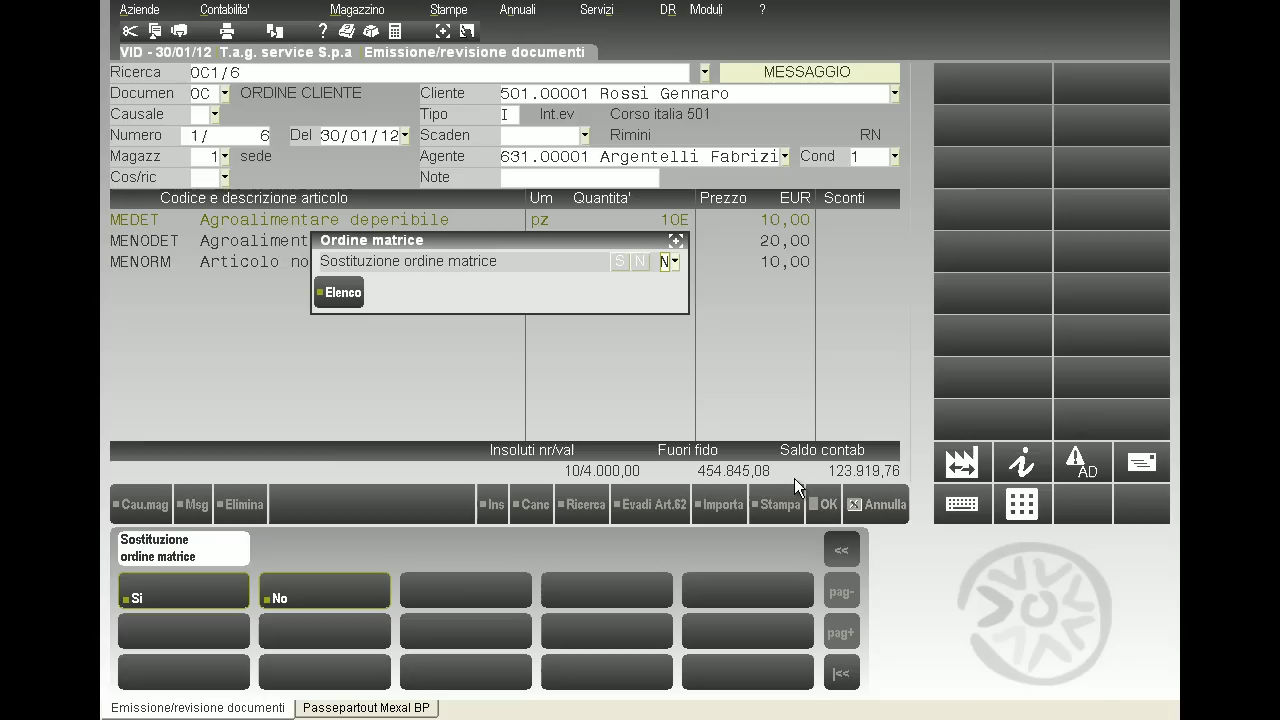 Aziende Contabilita' Magazzino Stampe Annuali Servizi DR Moduli ?
?
VID - 30/01/12 T.a.g. service S.p.a Emissione/revisione documenti
Ricerca OC1/6 MESSAGGIO
Documen OC ORDINE CLIENTE Cliente 501.00001 Rossi Gennaro
Causale Tipo I Int.ev Corso italia 501
Numero 1/ 6 Del 30/01/12 Scaden Rimini RN
Magazz 1 sede Agente 631.00001 Argentelli Fabrizi Cond 1
Cos/ric Note
Codice e descrizione articolo Um Quantita' Prezzo EUR Sconti
MEDET Agroalimentare deperibile pz 10E 10,00
MENODET Agroaliment 20,00
MENORM Articolo no 10,00
Ordine matrice
Sostituzione ordine matrice S N N
Elenco
Insoluti nr/val Fuori fido Saldo contab
10/4.000,00 454.845,08 123.919,76
Cau.mag Msg Elimina Ins Canc Ricerca Evadi Art.62 Importa Stampa OK Annulla
i AD
Sostituzione
ordine matrice
<<
Si No pag-
pag+
|<<
Emissione/revisione documenti Passepartout Mexal BP